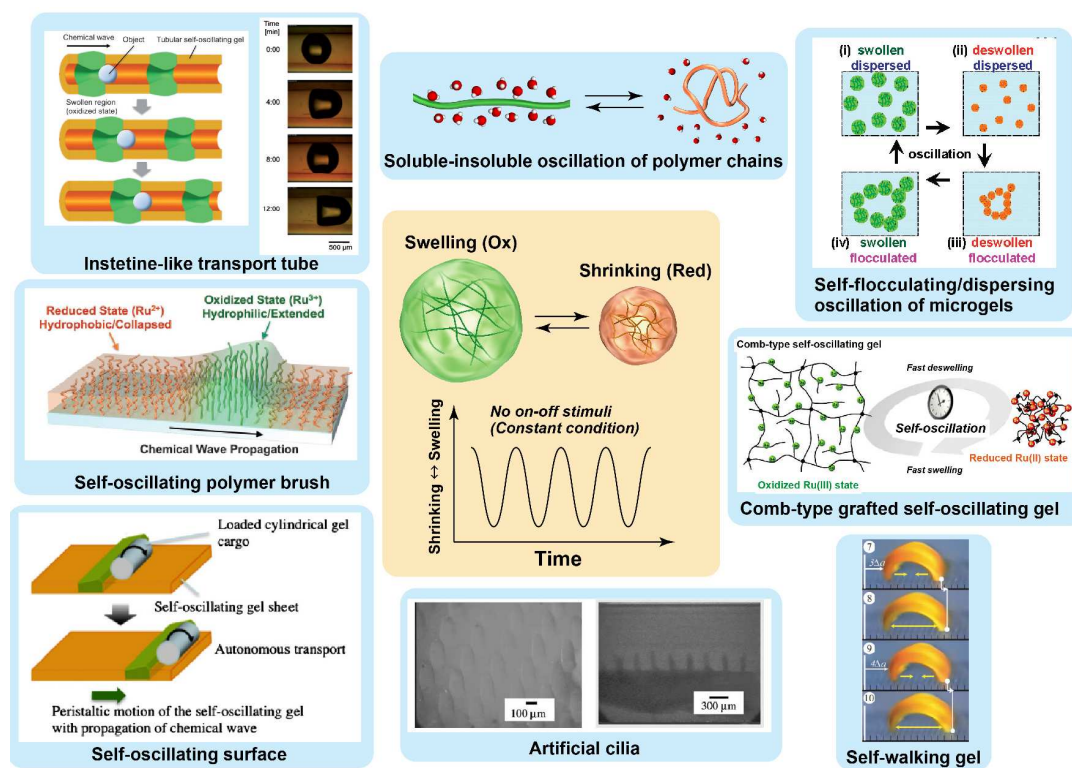 Chemical wave
Object
Tubular self-oscillating gel
Swollen region
(oxidized state)
Time
[min]
0:00
4:00
8:00
12:00
500 µm
Instetine-like transport tube
Soluble-insoluble oscillation of polymer chains
(i) swollen
dispersed
(ii) deswollen
dispersed
oscillation
(iv) swollen
flocculated
(iii) deswollen
flocculated
Self-flocculating/dispersing
oscillation of microgels
Reduced State (Ru²⁺)
Hydrophobic/Collapsed
Oxidized State (Ru³⁺)
Hydrophilic/Extended
Chemical Wave Propagation
Self-oscillating polymer brush
Swelling (Ox)
Shrinking (Red)
No on-off stimuli
(Constant condition)
Shrinking ↔ Swelling
Time
Comb-type self-oscillating gel
Fast deswelling
Self-oscillation
Fast swelling
Reduced Ru(II) state
Oxidized Ru(III) state
Comb-type grafted self-oscillating gel
Loaded cylindrical gel
cargo
Self-oscillating gel sheet
Autonomous transport
Peristaltic motion of the self-oscillating gel
with propagation of chemical wave
Self-oscillating surface
100 µm
300 µm
Artificial cilia
7
3Δa
8
9
4Δa
10
Self-walking gel